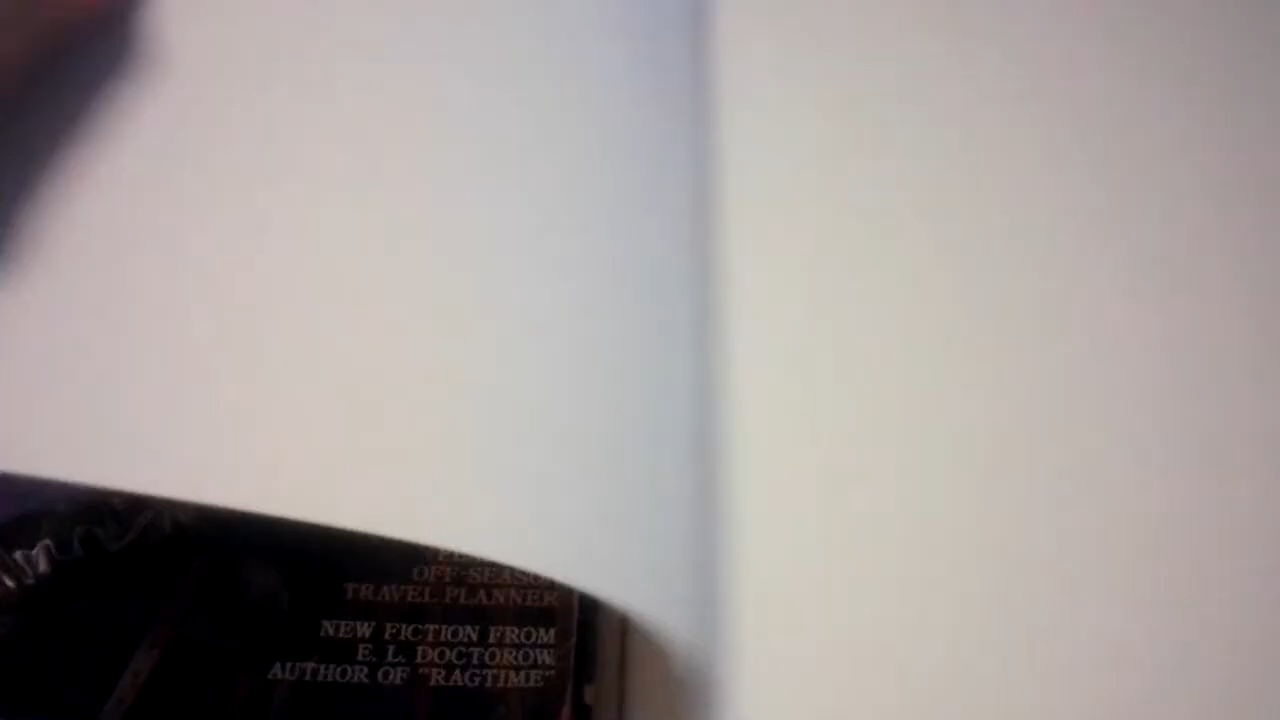 OFF-SEASON
TRAVEL PLANNER
NEW FICTION FROM
E. L. DOCTOROW
AUTHOR OF "RAGTIME"